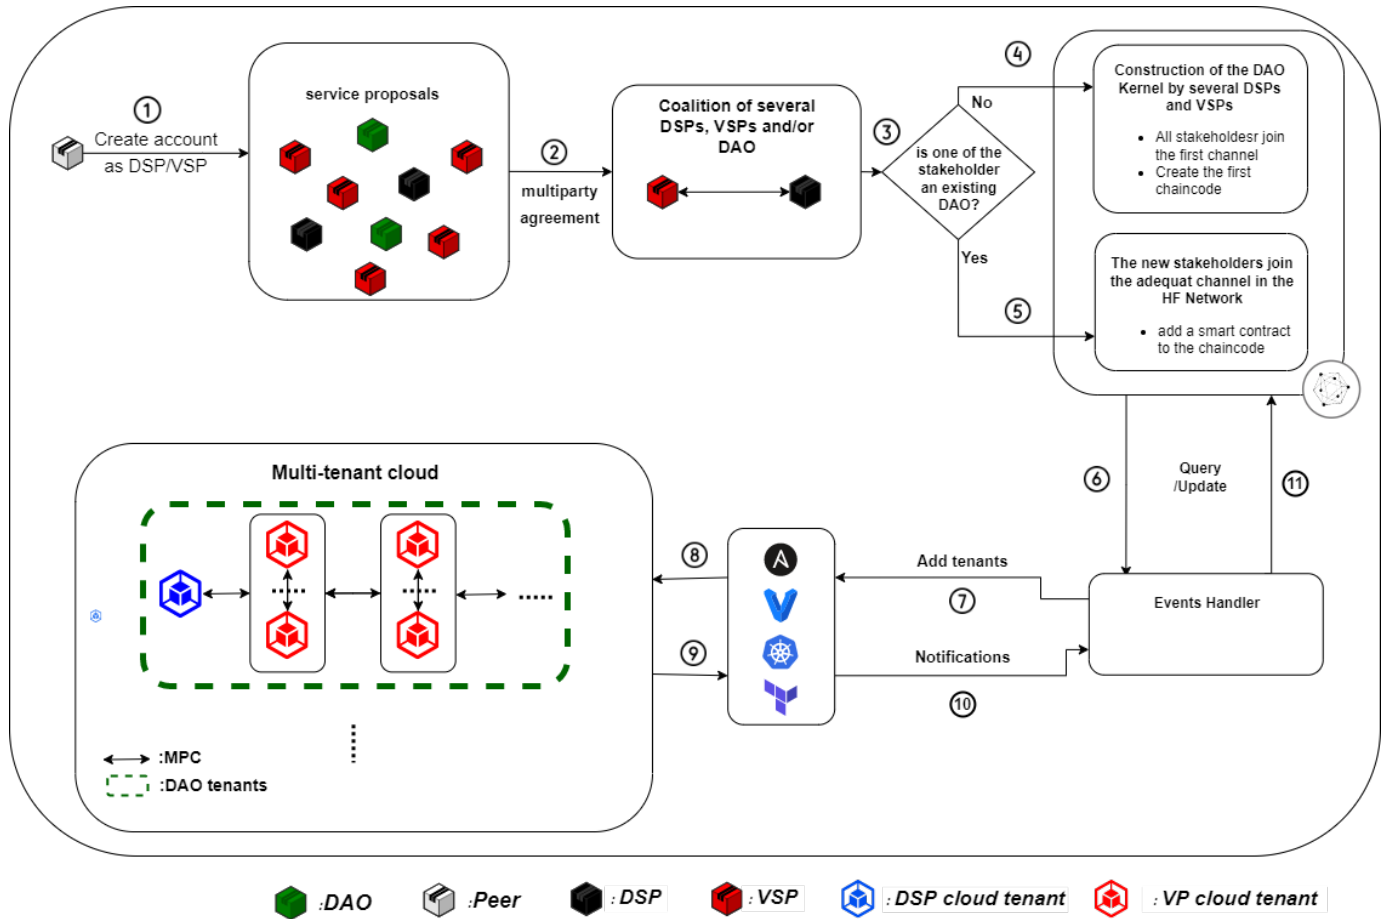 1
Create account
as DSP/VSP
service proposals
2
multiparty
agreement
Coalition of several
DSPs, VSPs and/or
DAO
3
is one of the
stakeholder
an existing
DAO?
No
4
Yes
5
Construction of the DAO
Kernel by several DSPs
and VSPs
• All stakeholdesr join
the first channel
• Create the first
chaincode
The new stakeholders join
the adequat channel in the
HF Network
• add a smart contract
to the chaincode
6
Query
/Update
11
Multi-tenant cloud
8
9
Add tenants
7
Notifications
10
Events Handler
:MPC
:DAO tenants
:DAO
:Peer
:DSP
:VSP
: DSP cloud tenant
: VP cloud tenant